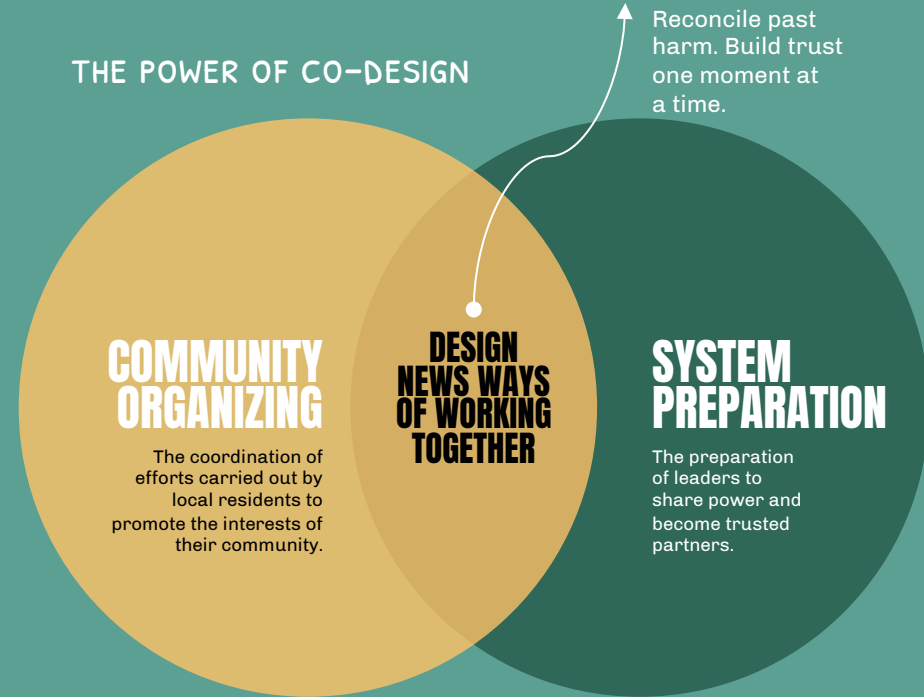 Reconcile past
harm. Build trust
one moment at
a time.
THE POWER OF CO-DESIGN
COMMUNITY
ORGANIZING
The coordination of
efforts carried out by
local residents to
promote the interests of
their community.
DESIGN
NEWS WAYS
OF WORKING
TOGETHER
SYSTEM
PREPARATION
The preparation
of leaders to
share power and
become trusted
partners.